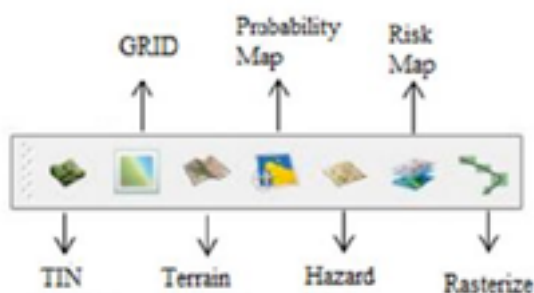 GRID
Probability
Map
Risk
Map
TIN
Terrain
Hazard
Rasterize